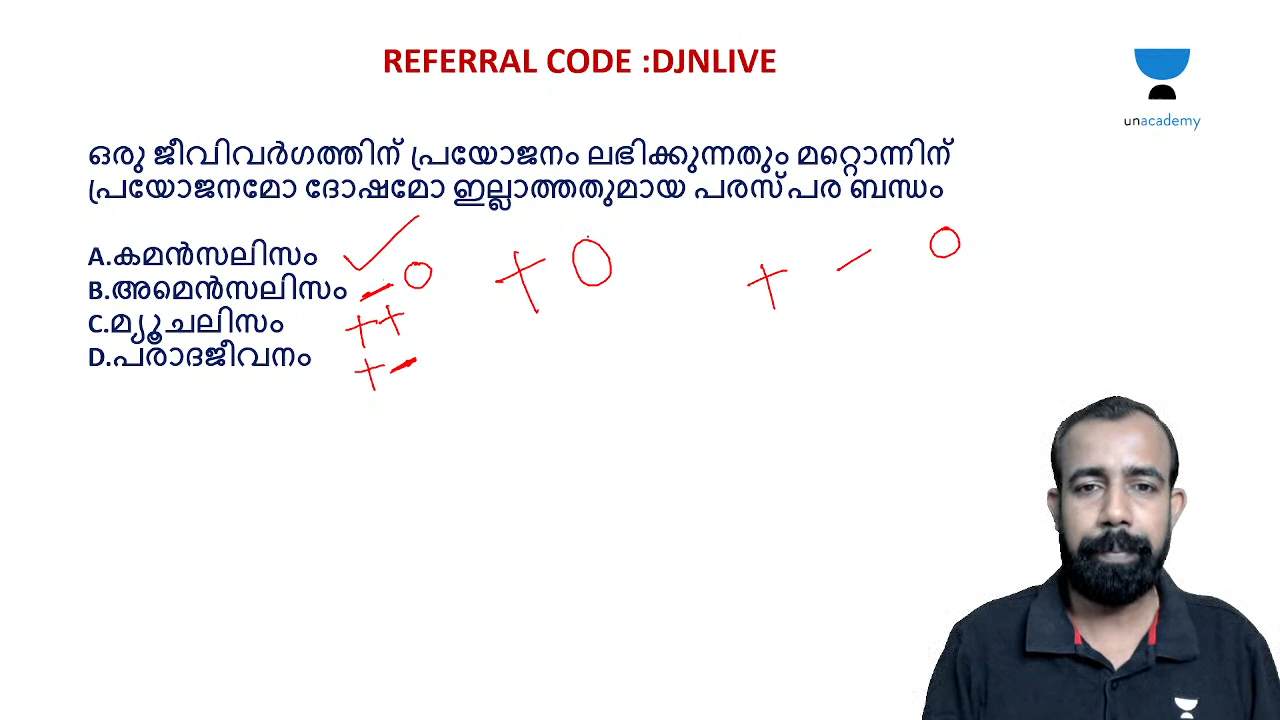 REFERRAL CODE :DJNLIVE
unacademy
ഒരു ജീവിവർഗത്തിന് പ്രയോജനം ലഭിക്കുന്നതും മറ്റൊന്നിന്
പ്രയോജനമോ ദോഷമോ ഇല്ലാത്തതുമായ പരസ്പര ബന്ധം
A.കമൻസലിസം ✓ + O + - O
B.അമെൻസലിസം - O
C.മ്യൂചലിസം ++
D.പരാദജീവനം + -